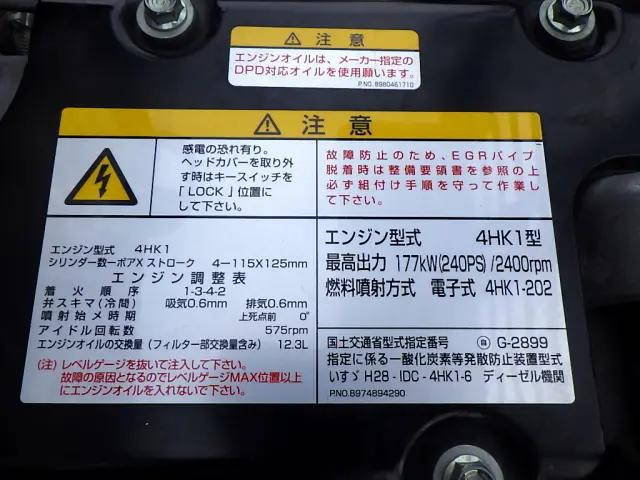 ⚠ 注意
エンジンオイルは、メーカー指定の
DPD対応オイルを使用願います。
P.NO. 8980461710
⚠ 注意
感電の恐れ有り。
ヘッドカバーを取り外
す時はキースイッチを
「LOCK」位置に
して下さい。
故障防止のため、EGRパイプ
脱着時は整備要領書を参照の上
必ず組付け手順を守って作業し
て下さい。
エンジン型式 4HK1
シリンダー数ーボアX ストローク 4ー115X125mm
エンジン調整表
着火順序 1-3-4-2
弁スキマ(冷間) 吸気0.6mm 排気0.6mm
噴射始メ時期 上死点前 0°
アイドル回転数 575rpm
エンジンオイルの交換量 (フィルター部交換量含み) 12.3L
(注) レベルゲージを抜いて注入して下さい。
故障の原因となるのでレベルゲージMAX位置以上
にエンジンオイルを入れないで下さい。
エンジン型式 4HK1型
最高出力 177kW(240PS)/2400rpm
燃料噴射方式 電子式 4HK1-202
国土交通省型式指定番号 自 G-2899
指定に係る一酸化炭素等発散防止装置型式
いすゞ H28-IDC-4HK1-6 ディーゼル機関
P.NO. 8974894290